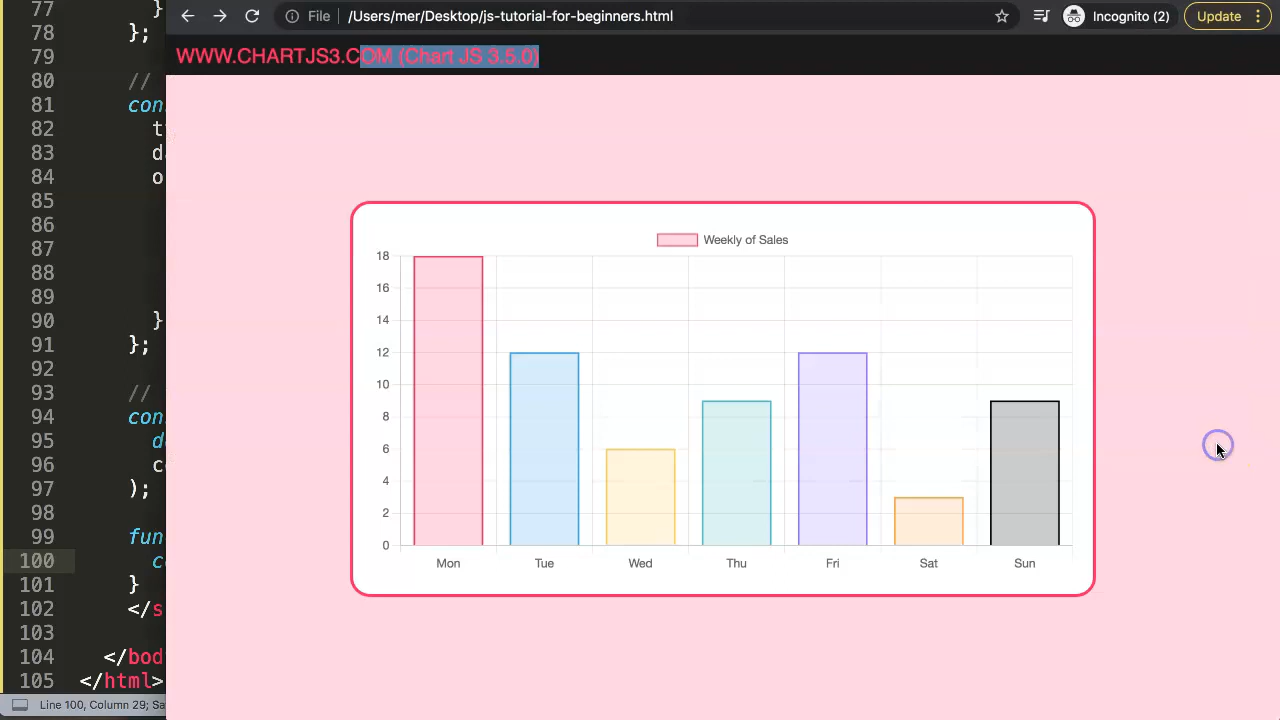 File /Users/mer/Desktop/js-tutorial-for-beginners.html Incognito (2) Update
WWW.CHARTJS3.COM (Chart JS 3.5.0)
77 }
78 };
79
80 //
81 con
82 t
83 d
84 o
85
86
87
88
89
90 }
91 };
92
93 //
94 con
95 d
96 c
97 );
98
99 fun
100 c
101 }
102 </s
103
104 </bod
105 </html>
Line 100, Column 29; Sa
Weekly of Sales
18
16
14
12
10
8
6
4
2
0
Mon Tue Wed Thu Fri Sat Sun